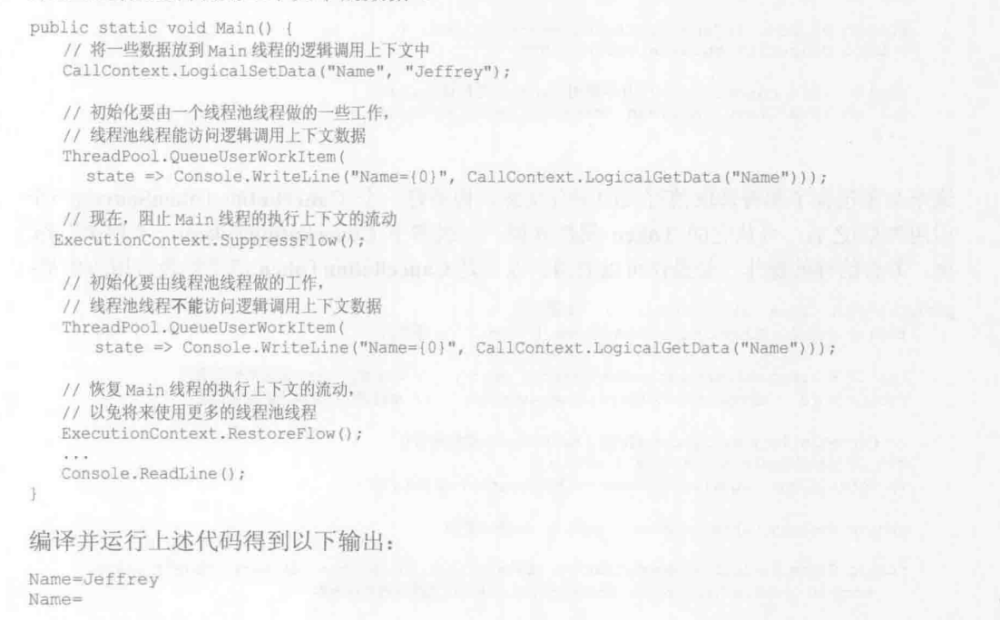 public static void Main() {
// 将一些数据放到 Main 线程的逻辑调用上下文中
CallContext.LogicalSetData("Name", "Jeffrey");
// 初始化要由一个线程池线程做的一些工作，
// 线程池线程能访问逻辑调用上下文数据
ThreadPool.QueueUserWorkItem(
state => Console.WriteLine("Name={0}", CallContext.LogicalGetData("Name")));
// 现在，阻止 Main 线程的执行上下文的流动
ExecutionContext.SuppressFlow();
// 初始化要由线程池线程做的工作，
// 线程池线程不能访问逻辑调用上下文数据
ThreadPool.QueueUserWorkItem(
state => Console.WriteLine("Name={0}", CallContext.LogicalGetData("Name")));
// 恢复 Main 线程的执行上下文的流动，
// 以免将来使用更多的线程池线程
ExecutionContext.RestoreFlow();
...
Console.ReadLine();
}
编译并运行上述代码得到以下输出：
Name=Jeffrey
Name=